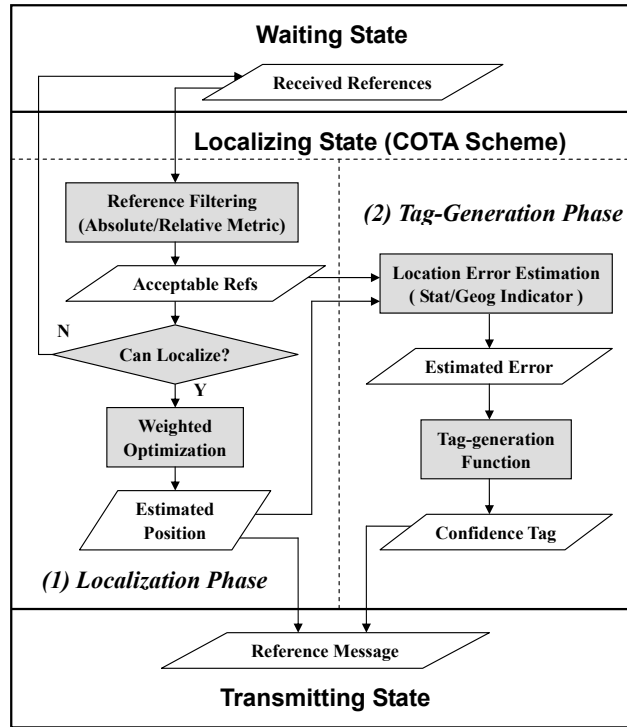 Waiting State
Received References
Localizing State (COTA Scheme)
Reference Filtering
(Absolute/Relative Metric)
Acceptable Refs
N
Can Localize?
Y
Weighted
Optimization
Estimated
Position
(1) Localization Phase
(2) Tag-Generation Phase
Location Error Estimation
( Stat/Geog Indicator )
Estimated Error
Tag-generation
Function
Confidence Tag
Reference Message
Transmitting State